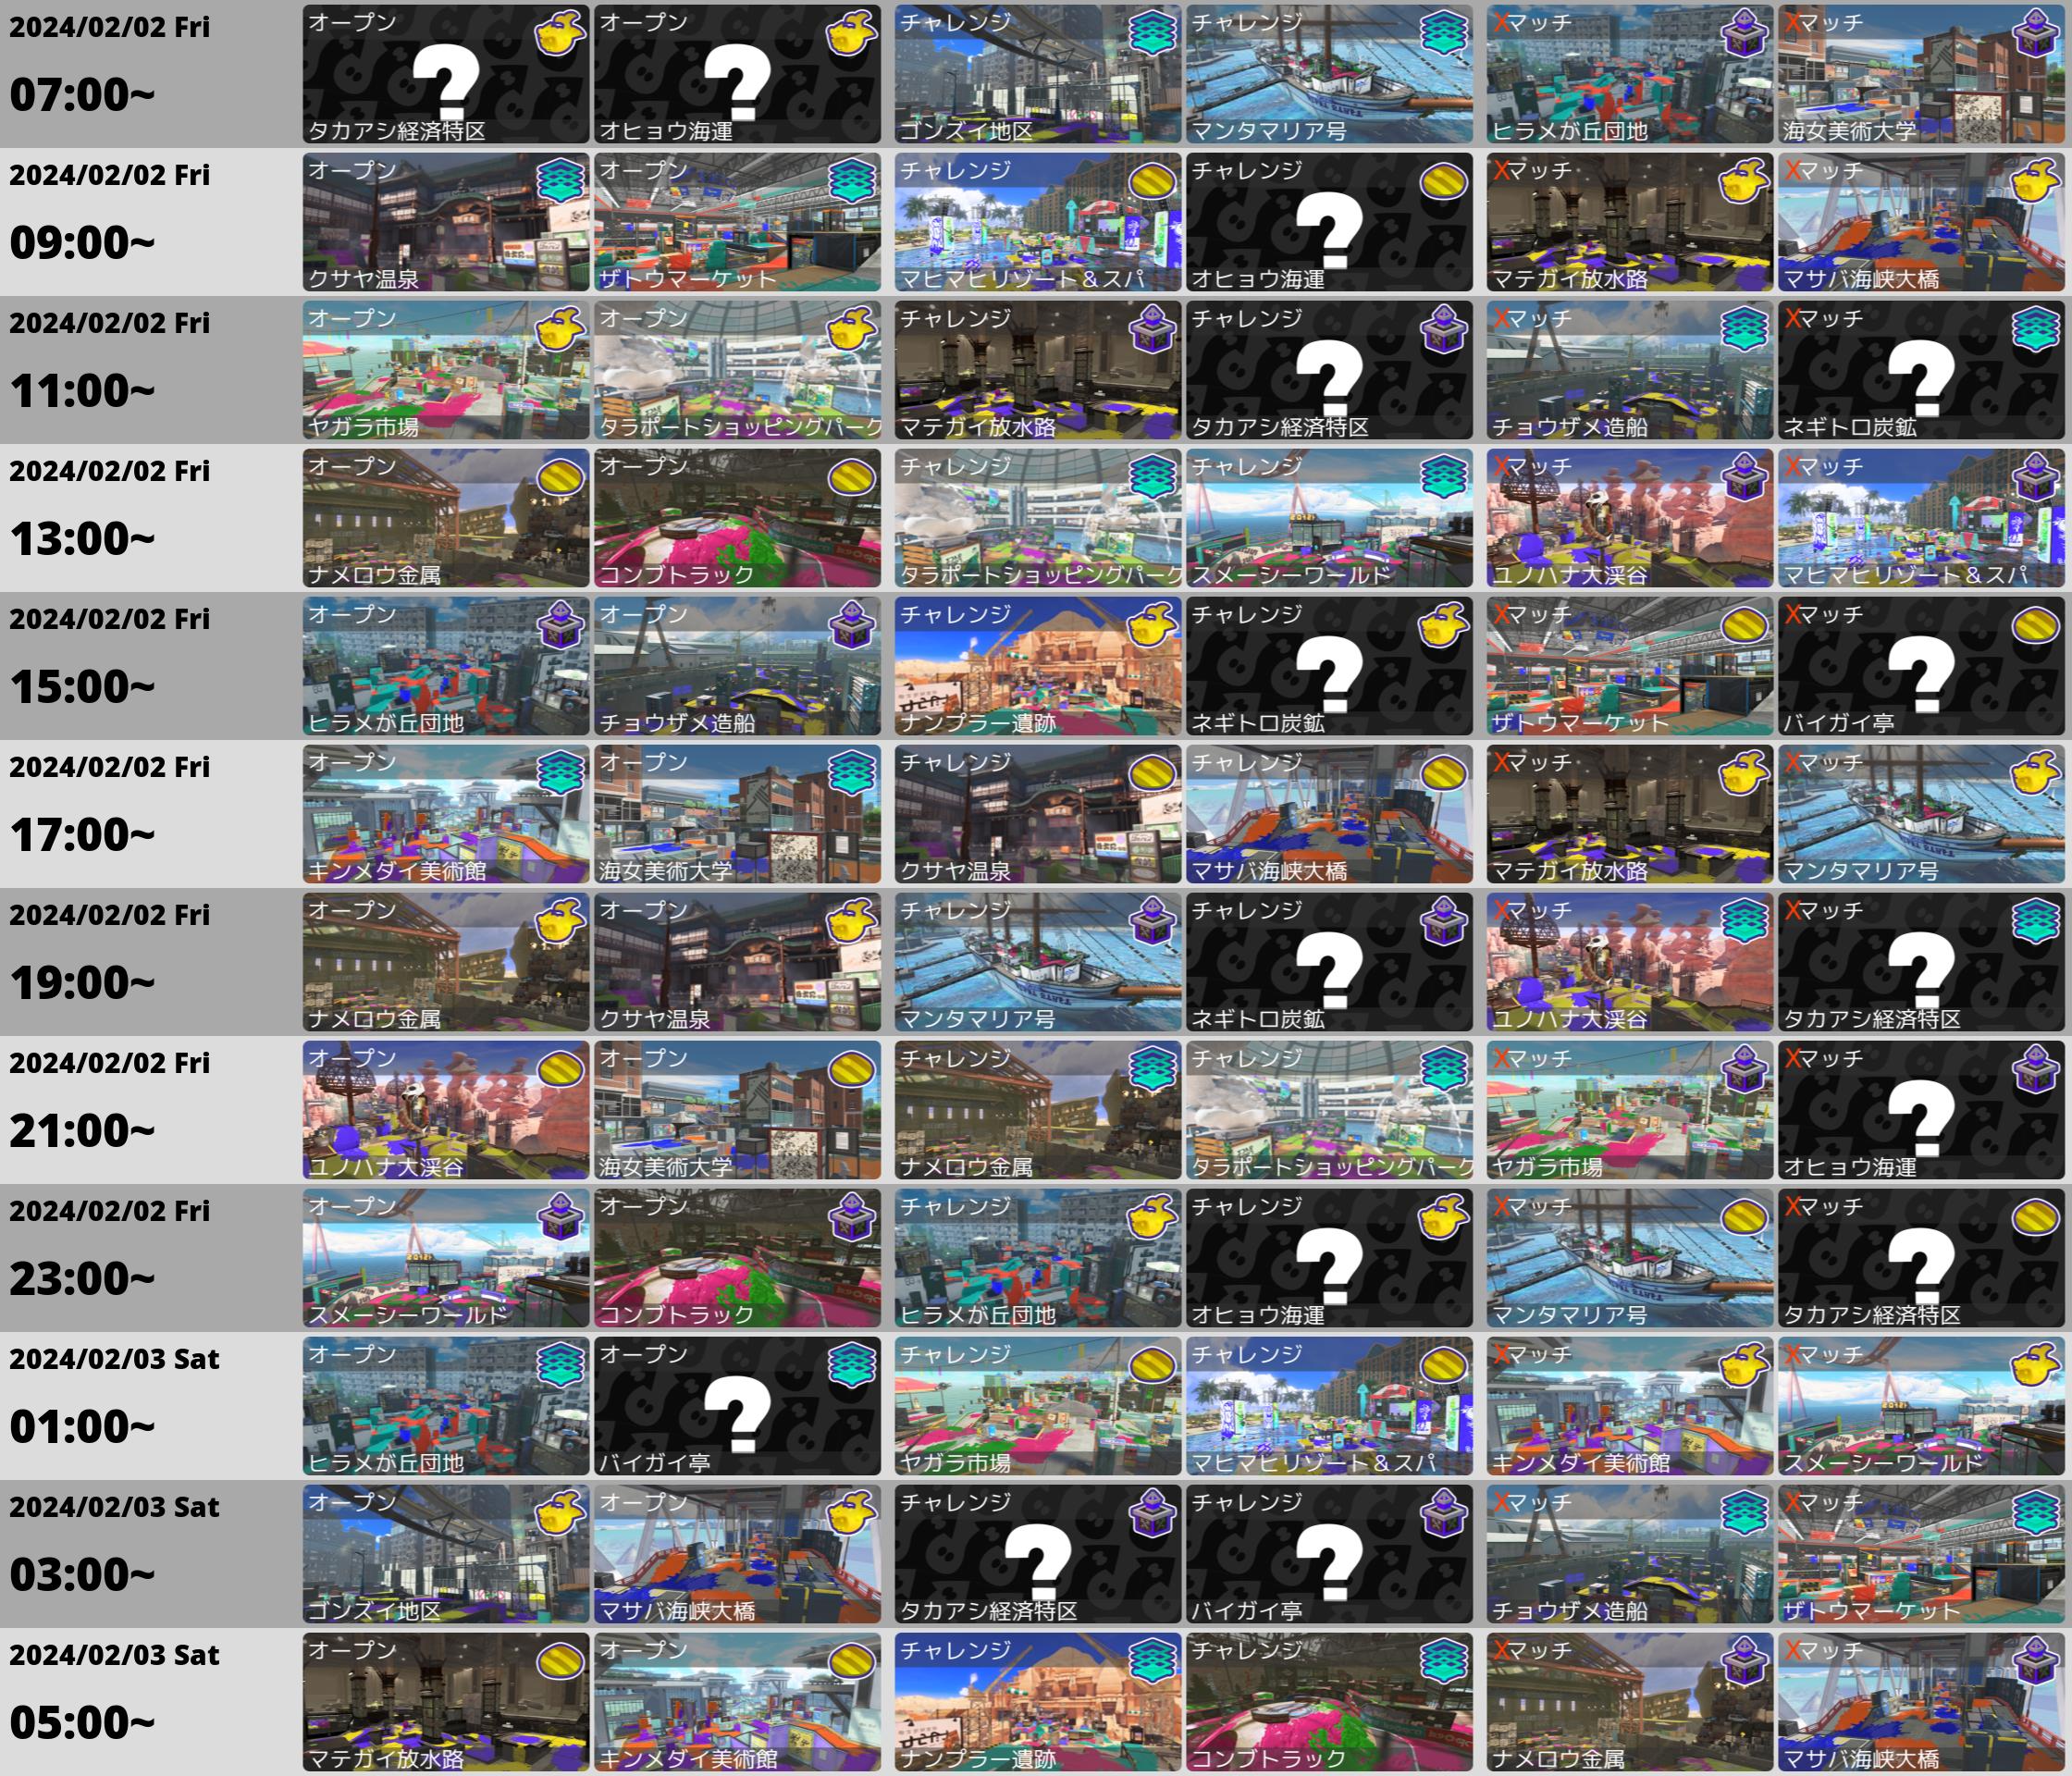 2024/02/02 Fri
07:00~
オープン
タカアシ経済特区
オープン
オヒョウ海運
チャレンジ
ゴンズイ地区
チャレンジ
マンタマリア号
Xマッチ
ヒラメが丘団地
Xマッチ
海女美術大学
2024/02/02 Fri
09:00~
オープン
クサヤ温泉
オープン
ザトウマーケット
チャレンジ
マヒマヒリゾート&スパ
チャレンジ
オヒョウ海運
Xマッチ
マテガイ放水路
Xマッチ
マサバ海峡大橋
2024/02/02 Fri
11:00~
オープン
ヤガラ市場
オープン
タラポートショッピングパーク
チャレンジ
マテガイ放水路
チャレンジ
タカアシ経済特区
Xマッチ
チョウザメ造船
Xマッチ
ネギトロ炭鉱
2024/02/02 Fri
13:00~
オープン
ナメロウ金属
オープン
コンブトラック
チャレンジ
タラポートショッピングパーク
チャレンジ
スメーシーワールド
Xマッチ
ユノハナ大渓谷
Xマッチ
マヒマヒリゾート&スパ
2024/02/02 Fri
15:00~
オープン
ヒラメが丘団地
オープン
チョウザメ造船
チャレンジ
ナンプラー遺跡
チャレンジ
ネギトロ炭鉱
Xマッチ
ザトウマーケット
Xマッチ
バイガイ亭
2024/02/02 Fri
17:00~
オープン
キンメダイ美術館
オープン
海女美術大学
チャレンジ
クサヤ温泉
チャレンジ
マサバ海峡大橋
Xマッチ
マテガイ放水路
Xマッチ
マンタマリア号
2024/02/02 Fri
19:00~
オープン
ナメロウ金属
オープン
クサヤ温泉
チャレンジ
マンタマリア号
チャレンジ
ネギトロ炭鉱
Xマッチ
ユノハナ大渓谷
Xマッチ
タカアシ経済特区
2024/02/02 Fri
21:00~
オープン
ユノハナ大渓谷
オープン
海女美術大学
チャレンジ
ナメロウ金属
チャレンジ
タラポートショッピングパーク
Xマッチ
ヤガラ市場
Xマッチ
オヒョウ海運
2024/02/02 Fri
23:00~
オープン
スメーシーワールド
オープン
コンブトラック
チャレンジ
ヒラメが丘団地
チャレンジ
オヒョウ海運
Xマッチ
マンタマリア号
Xマッチ
タカアシ経済特区
2024/02/03 Sat
01:00~
オープン
ヒラメが丘団地
オープン
バイガイ亭
チャレンジ
ヤガラ市場
チャレンジ
マヒマヒリゾート&スパ
Xマッチ
キンメダイ美術館
Xマッチ
スメーシーワールド
2024/02/03 Sat
03:00~
オープン
ゴンズイ地区
オープン
マサバ海峡大橋
チャレンジ
タカアシ経済特区
チャレンジ
バイガイ亭
Xマッチ
チョウザメ造船
Xマッチ
ザトウマーケット
2024/02/03 Sat
05:00~
オープン
マテガイ放水路
オープン
キンメダイ美術館
チャレンジ
ナンプラー遺跡
チャレンジ
コンブトラック
Xマッチ
ナメロウ金属
Xマッチ
マサバ海峡大橋